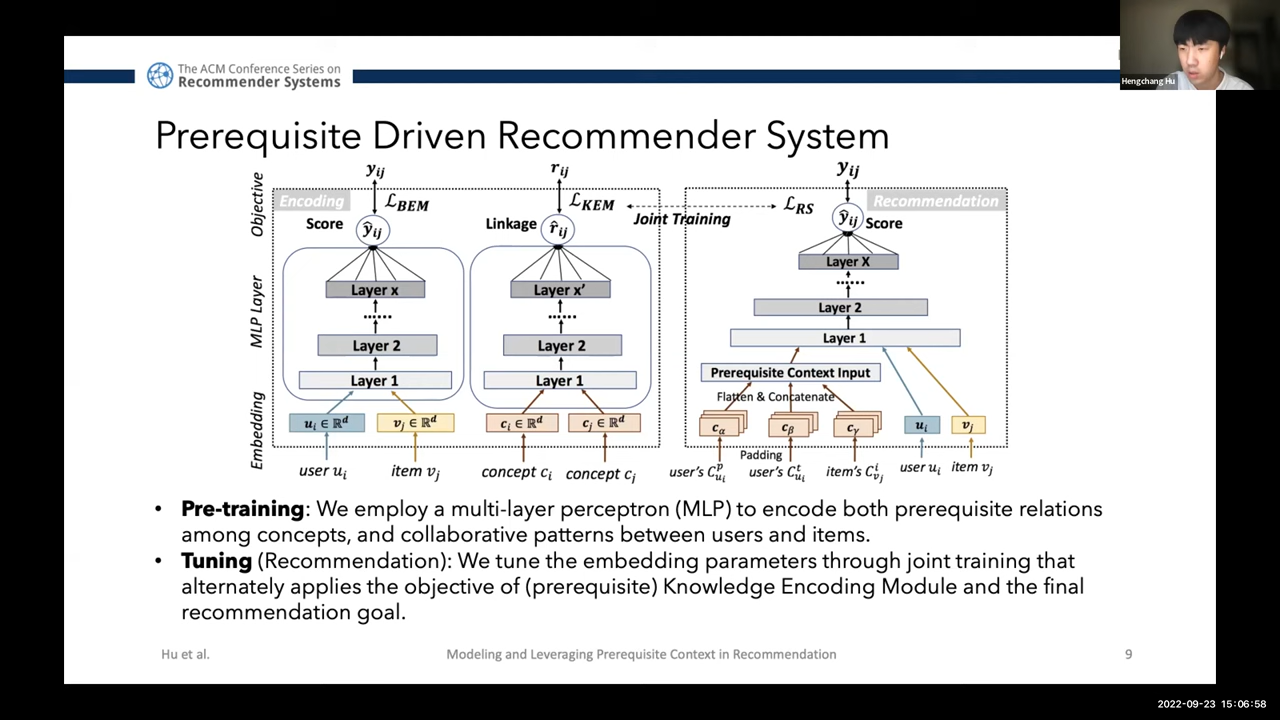 Hengchang Hu
The ACM Conference Series on
Recommender Systems
Prerequisite Driven Recommender System
Objective
MLP Layer
Embedding
Encoding
y_ij
ℒ_BEM
Score
ŷ_ij
Layer x
......
Layer 2
Layer 1
u_i ∈ ℝ^d
v_j ∈ ℝ^d
user u_i
item v_j
r_ij
ℒ_KEM
Linkage
r̂_ij
Layer x'
......
Layer 2
Layer 1
c_i ∈ ℝ^d
c_j ∈ ℝ^d
concept c_i
concept c_j
Joint Training
Recommendation
y_ij
ℒ_RS
ŷ_ij
Score
Layer X
......
Layer 2
Layer 1
Prerequisite Context Input
Flatten & Concatenate
c_α
c_β
c_γ
u_i
v_j
Padding
user's C^p_{u_i}
user's C^t_{u_i}
item's C^i_{v_j}
user u_i
item v_j
• Pre-training: We employ a multi-layer perceptron (MLP) to encode both prerequisite relations
among concepts, and collaborative patterns between users and items.
• Tuning (Recommendation): We tune the embedding parameters through joint training that
alternately applies the objective of (prerequisite) Knowledge Encoding Module and the final
recommendation goal.
Hu et al.
Modeling and Leveraging Prerequisite Context in Recommendation
9
2022-09-23 15:06:58